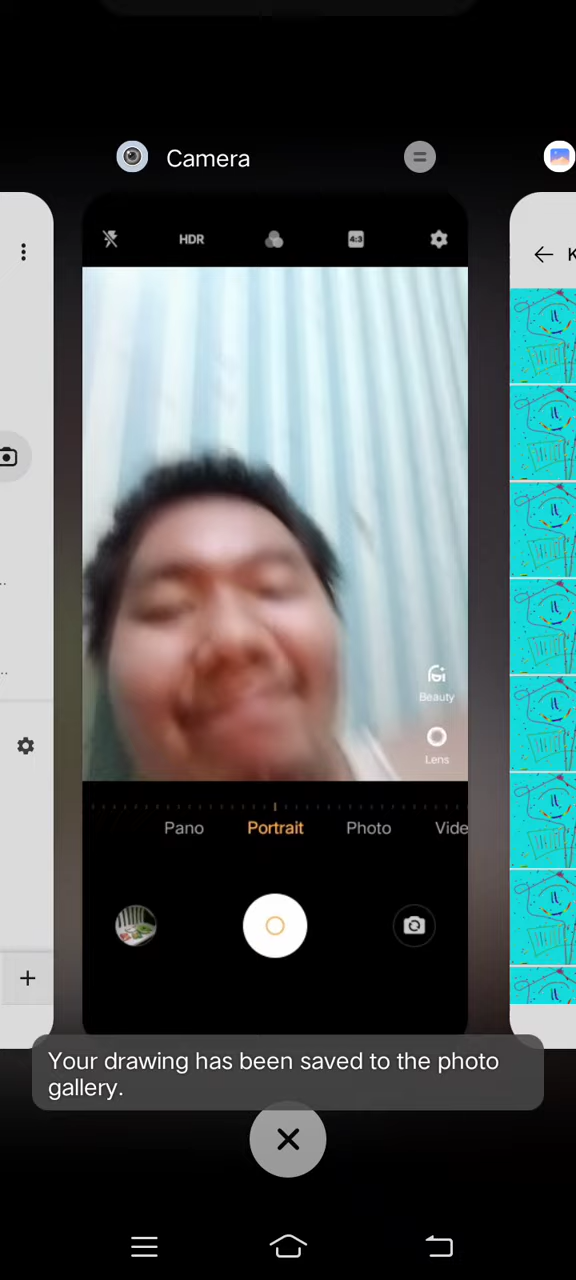 Camera
K
HDR
4:3
Beauty
Lens
Pano
Portrait
Photo
Vide
Your drawing has been saved to the photo
gallery.